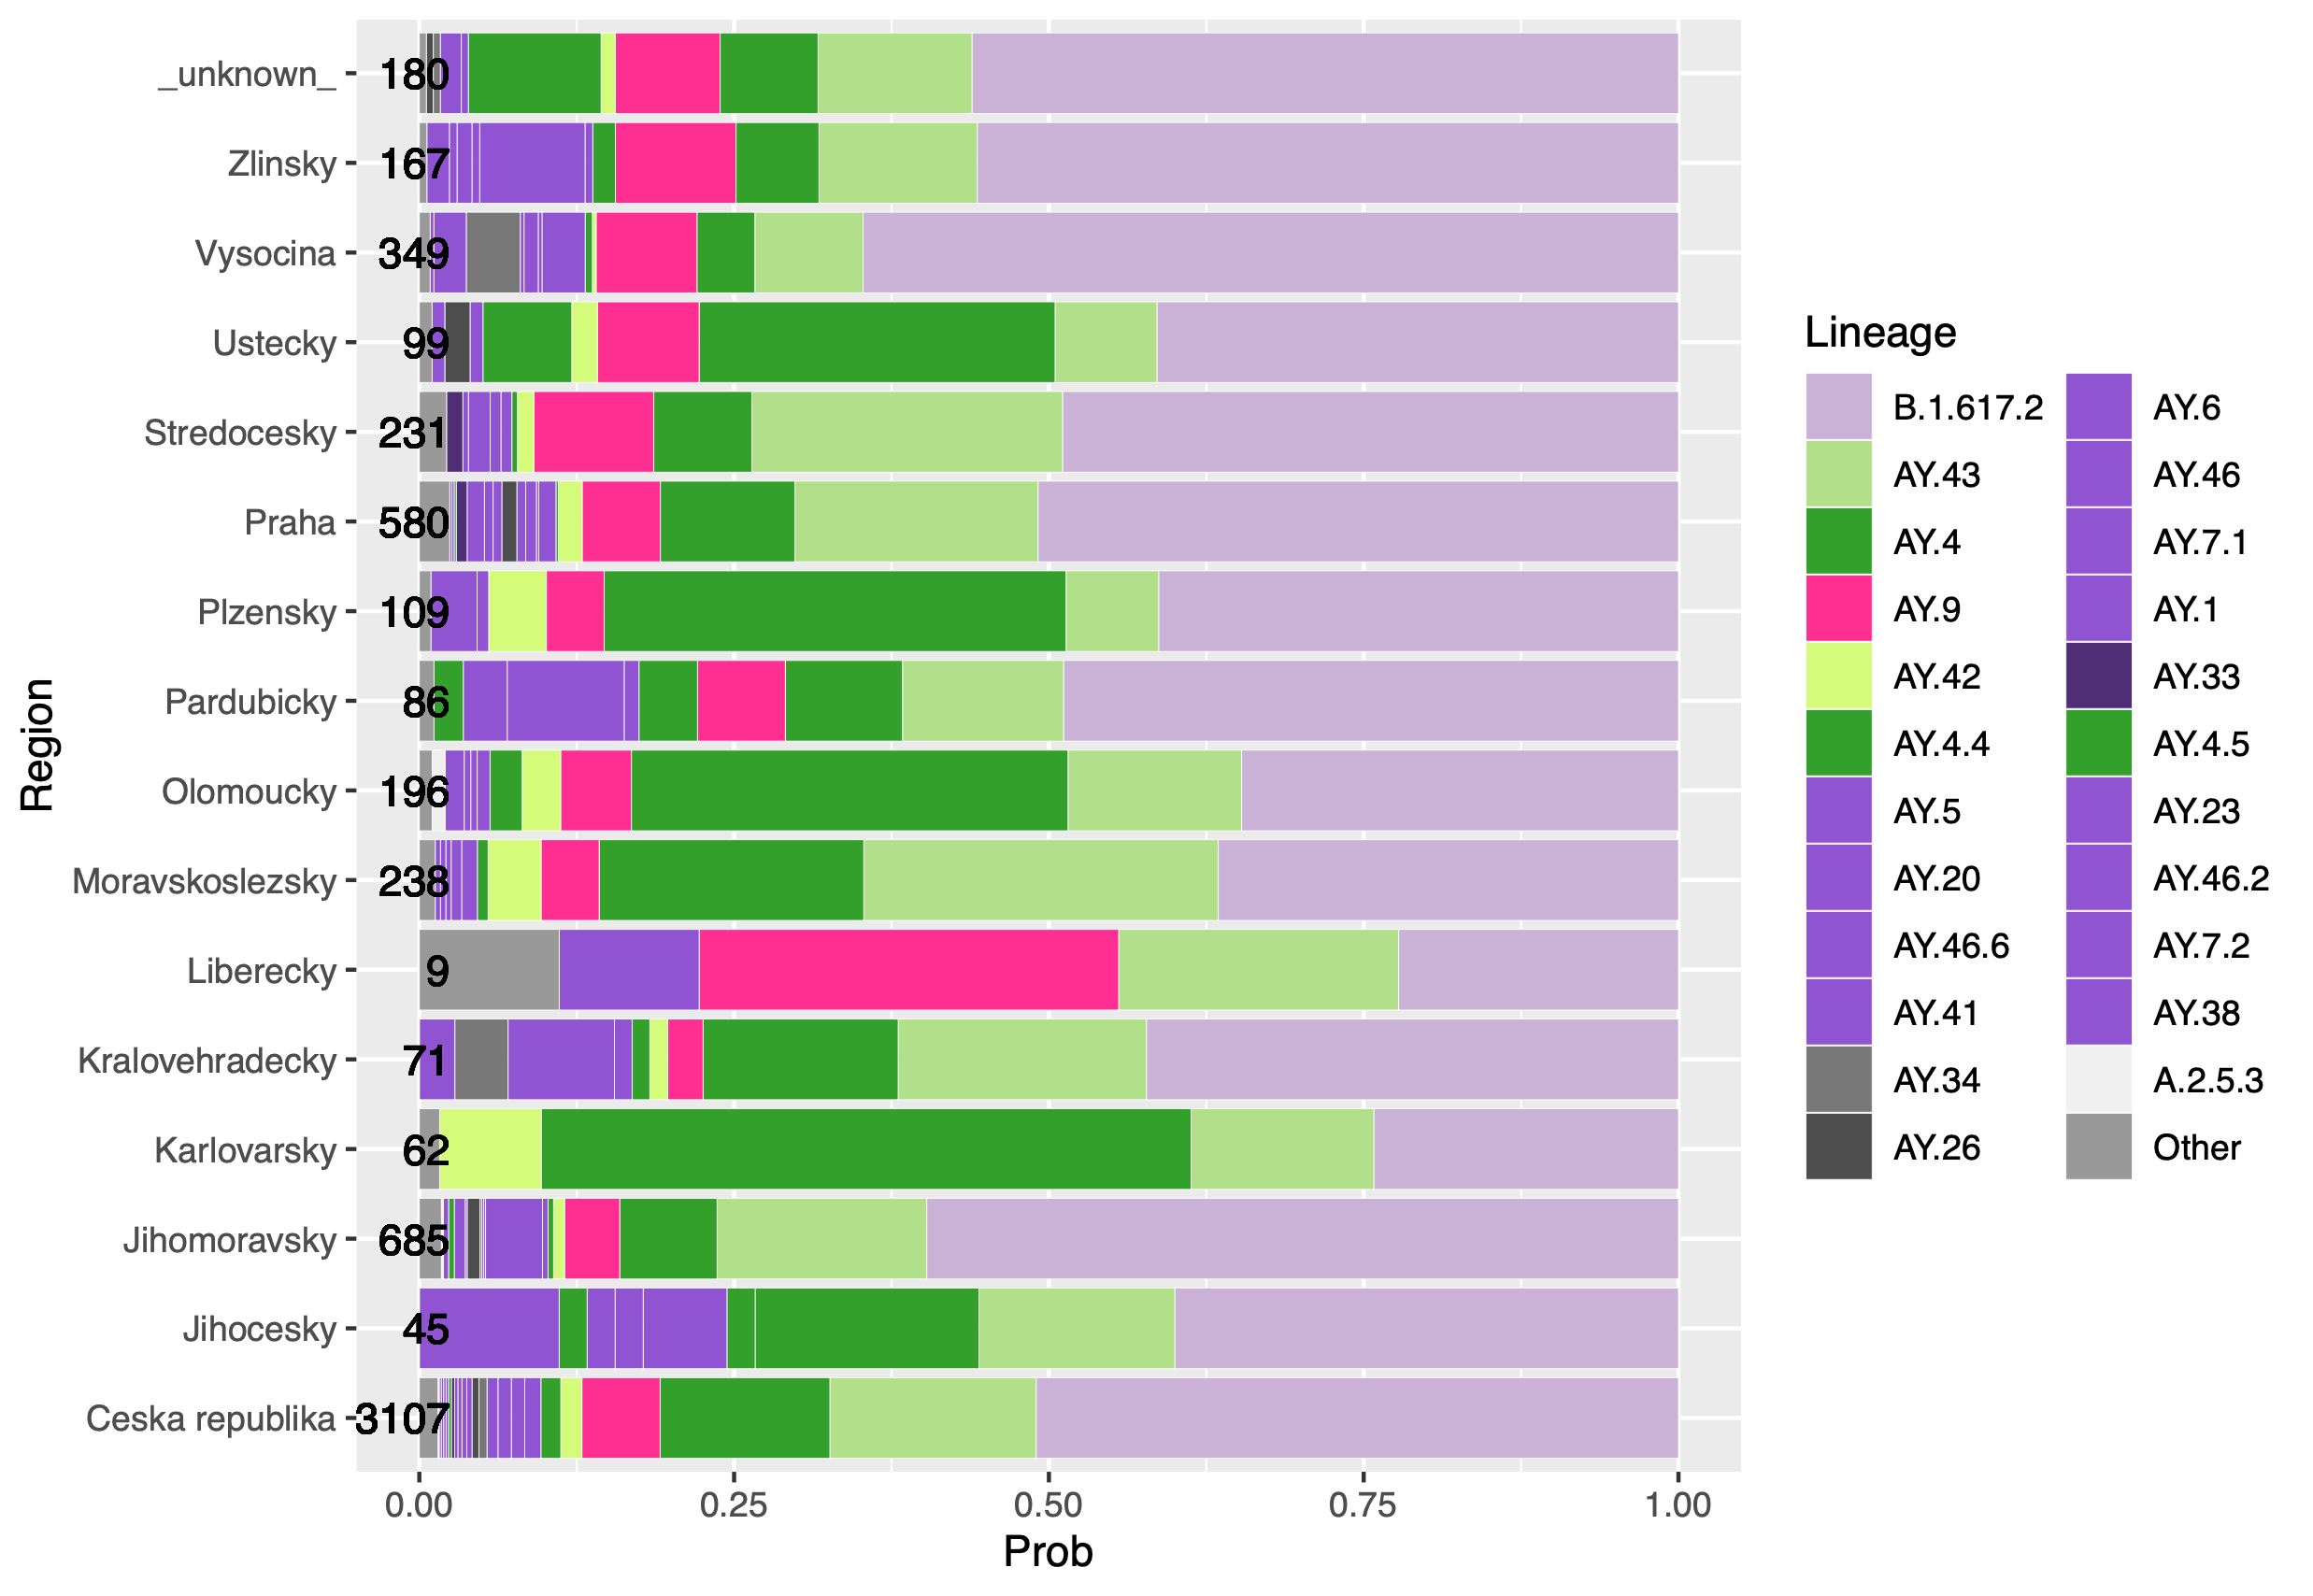 _unknown_ 180
Zlinsky 167
Vysocina 349
Ustecky 99
Stredocesky 231
Praha 580
Plzensky 109
Pardubicky 86
Olomoucky 196
Moravskoslezsky 238
Liberecky 9
Kralovehradecky 71
Karlovarsky 62
Jihomoravsky 685
Jihocesky 45
Ceska republika 3107
Region
0.00 0.25 0.50 0.75 1.00
Prob
Lineage
B.1.617.2
AY.43
AY.4
AY.9
AY.42
AY.4.4
AY.5
AY.20
AY.46.6
AY.41
AY.34
AY.26
AY.6
AY.46
AY.7.1
AY.1
AY.33
AY.4.5
AY.23
AY.46.2
AY.7.2
AY.38
A.2.5.3
Other